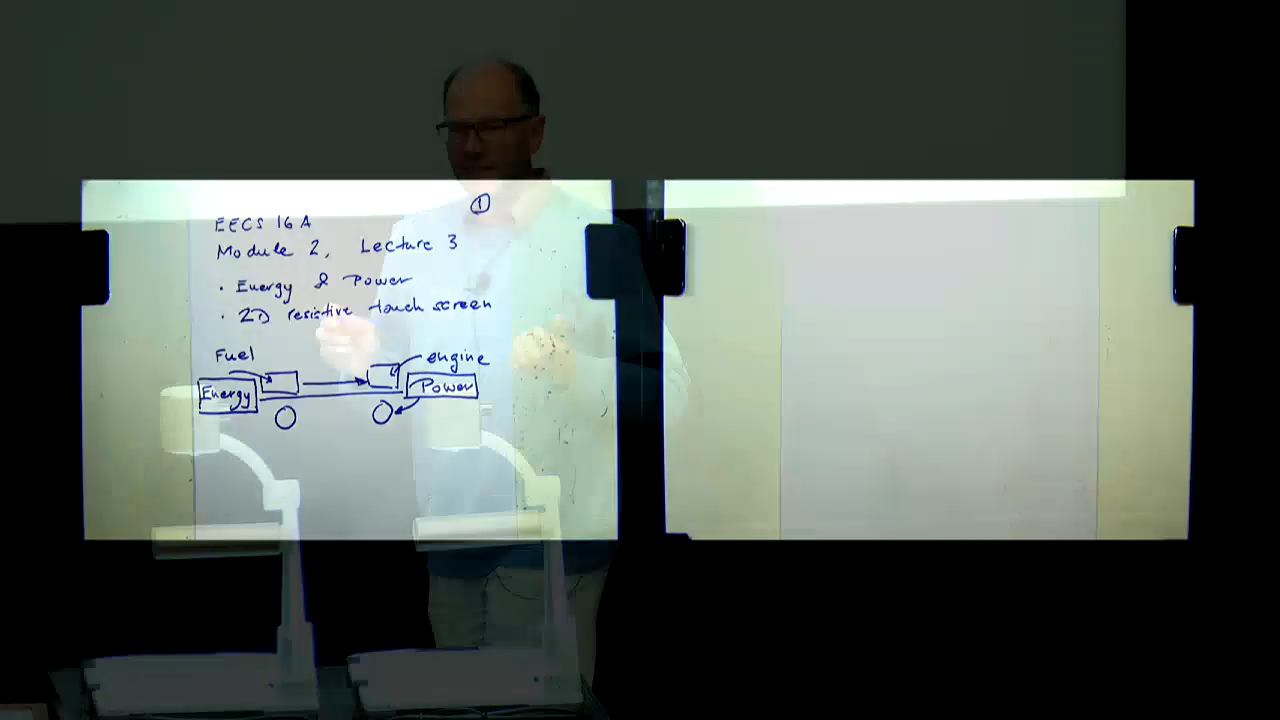 ①
EECS 16A
Module 2, Lecture 3
· Energy & Power
· 2D resistive touch screen
Fuel engine
Energy Power